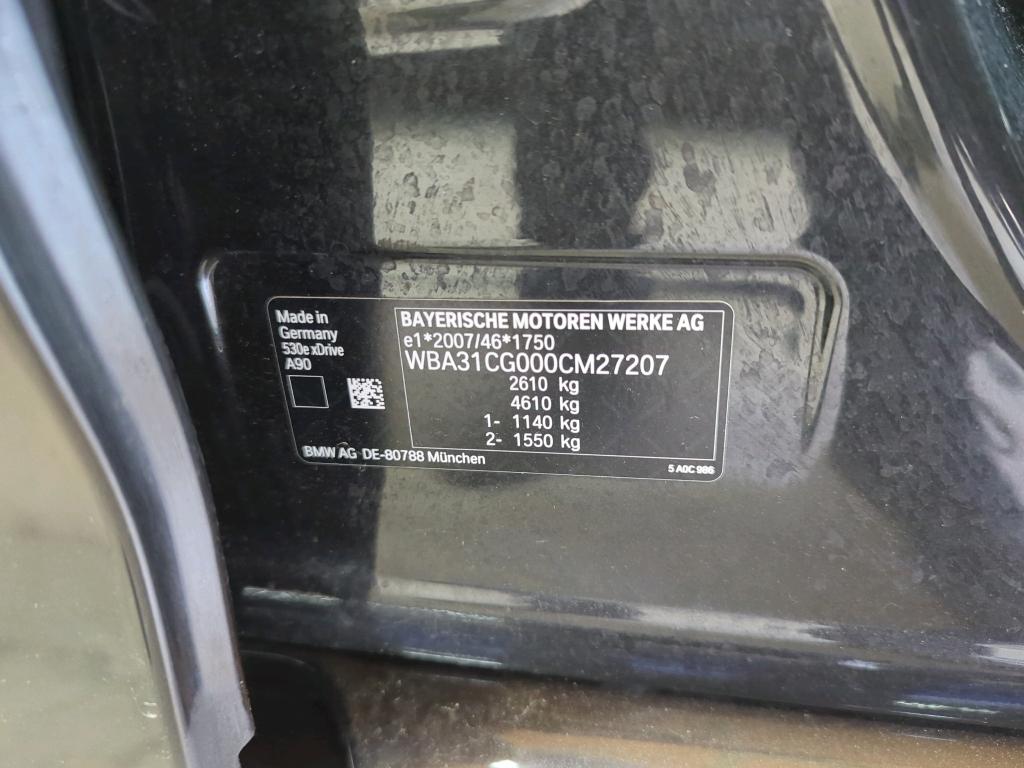 Made in
Germany
530e xDrive
A90
BAYERISCHE MOTOREN WERKE AG
e1*2007/46*1750
WBA31CG000CM27207
2610 kg
4610 kg
1- 1140 kg
2- 1550 kg
BMW AG DE-80788 München
5 A0C 986